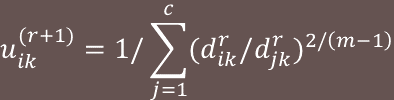 u_{ik}^{(r+1)} = 1/ \sum_{j=1}^{c} (d_{ik}^{r}/d_{jk}^{r})^{2/(m-1)}